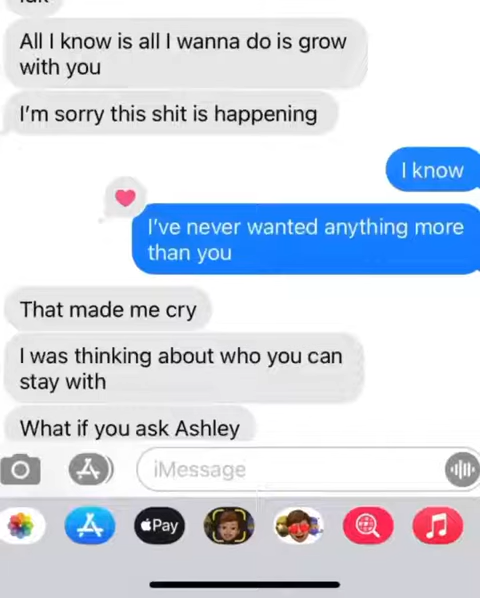 All I know is all I wanna do is grow
with you
I'm sorry this shit is happening
I know
I've never wanted anything more
than you
That made me cry
I was thinking about who you can
stay with
What if you ask Ashley
iMessage
Pay